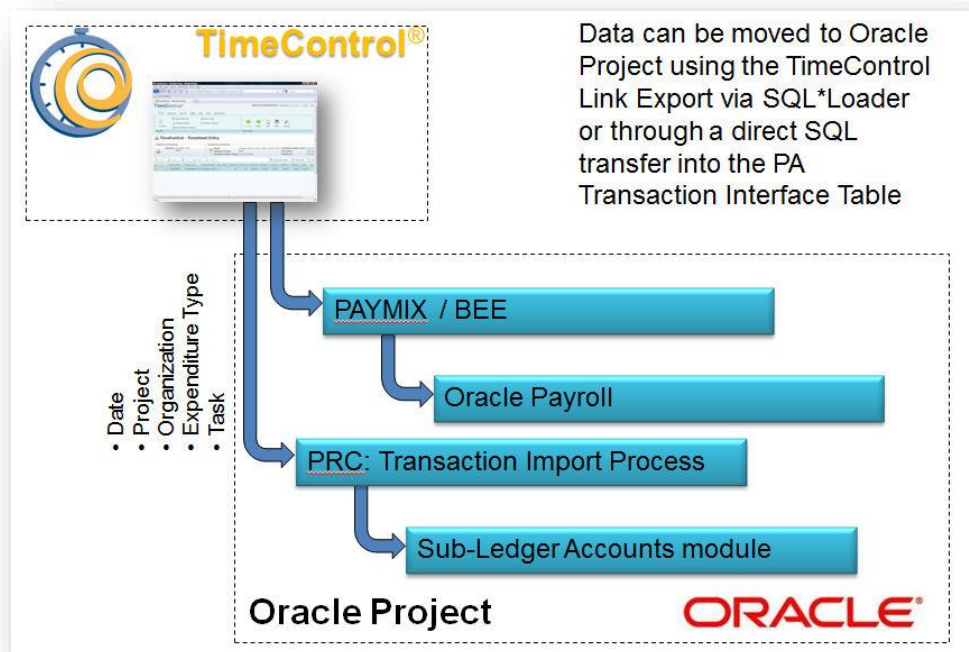 TimeControl®
Data can be moved to Oracle
Project using the TimeControl
Link Export via SQL*Loader
or through a direct SQL
transfer into the PA
Transaction Interface Table
• Date
• Project
• Organization
• Expenditure Type
• Task
PAYMIX / BEE
Oracle Payroll
PRC: Transaction Import Process
Sub-Ledger Accounts module
Oracle Project
ORACLE®